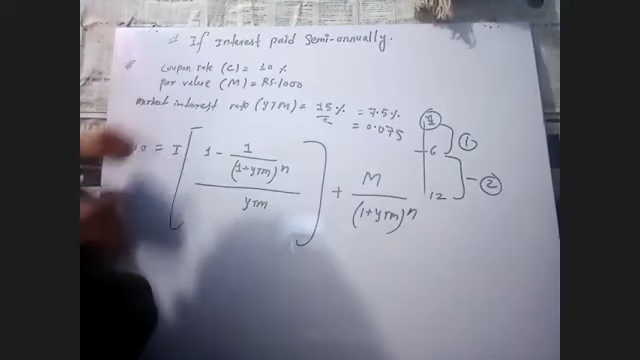 If Interest paid Semi-annually.
Coupon rate (C) = 10 %
par value (M) = RS.1000
market interest rate (YTM) = 15% / 2 = 7.5%
= 0.075
= I [ 1 - 1 / (1+YTM)^n / YTM ] + M / (1+YTM)^n
1
6
12
①
②